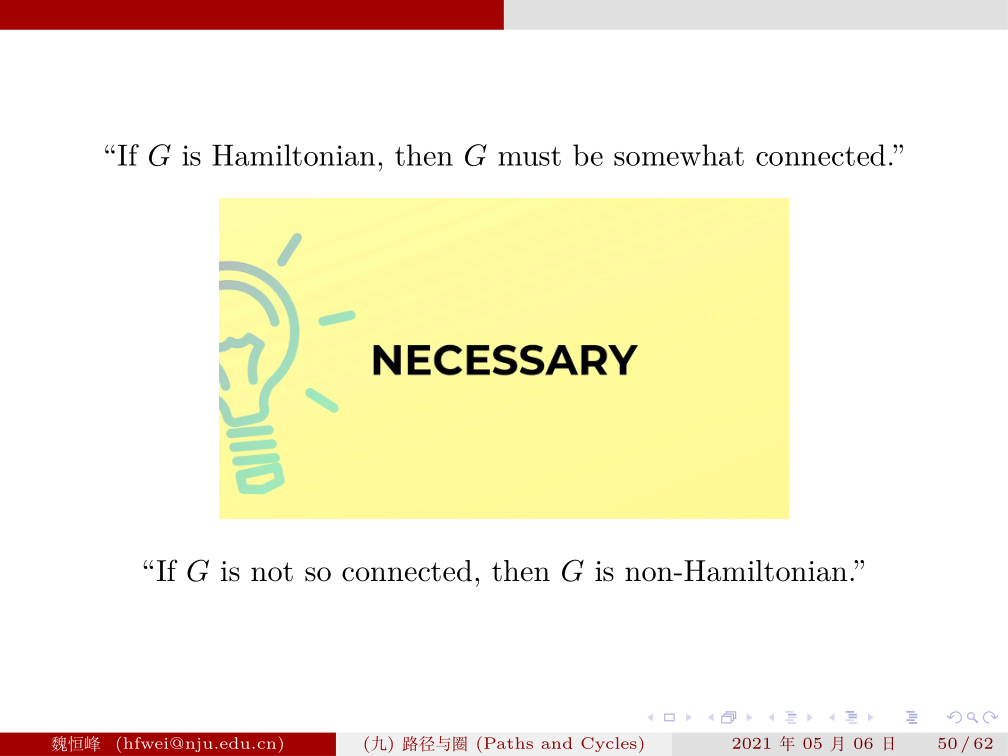 “If G is Hamiltonian, then G must be somewhat connected.”
NECESSARY
“If G is not so connected, then G is non-Hamiltonian.”
魏恒峰 (hfwei@nju.edu.cn) (九) 路径与圈 (Paths and Cycles) 2021 年 05 月 06 日 50 / 62